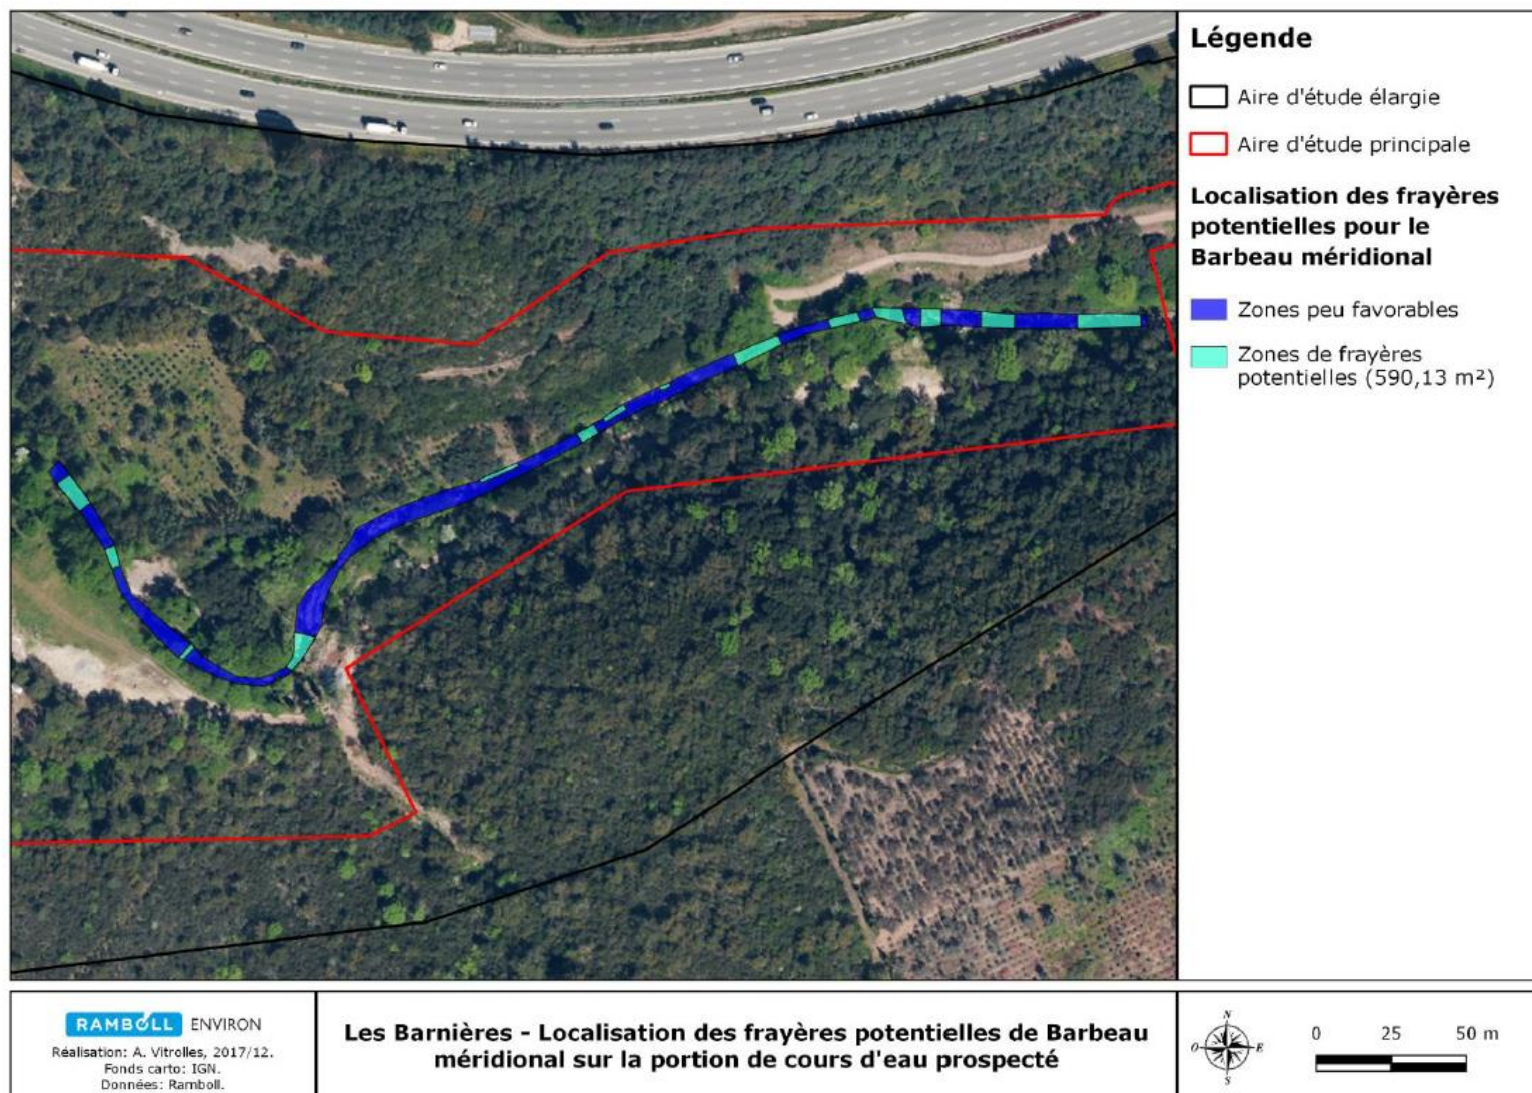 Légende
Aire d'étude élargie
Aire d'étude principale
Localisation des frayères
potentielles pour le
Barbeau méridional
Zones peu favorables
Zones de frayères
potentielles (590,13 m²)
RAMBOLL ENVIRON
Réalisation: A. Vitrolles, 2017/12.
Fonds carto: IGN.
Données: Ramboll.
Les Barnières - Localisation des frayères potentielles de Barbeau
méridional sur la portion de cours d'eau prospecté
N
O E
S
0 25 50 m